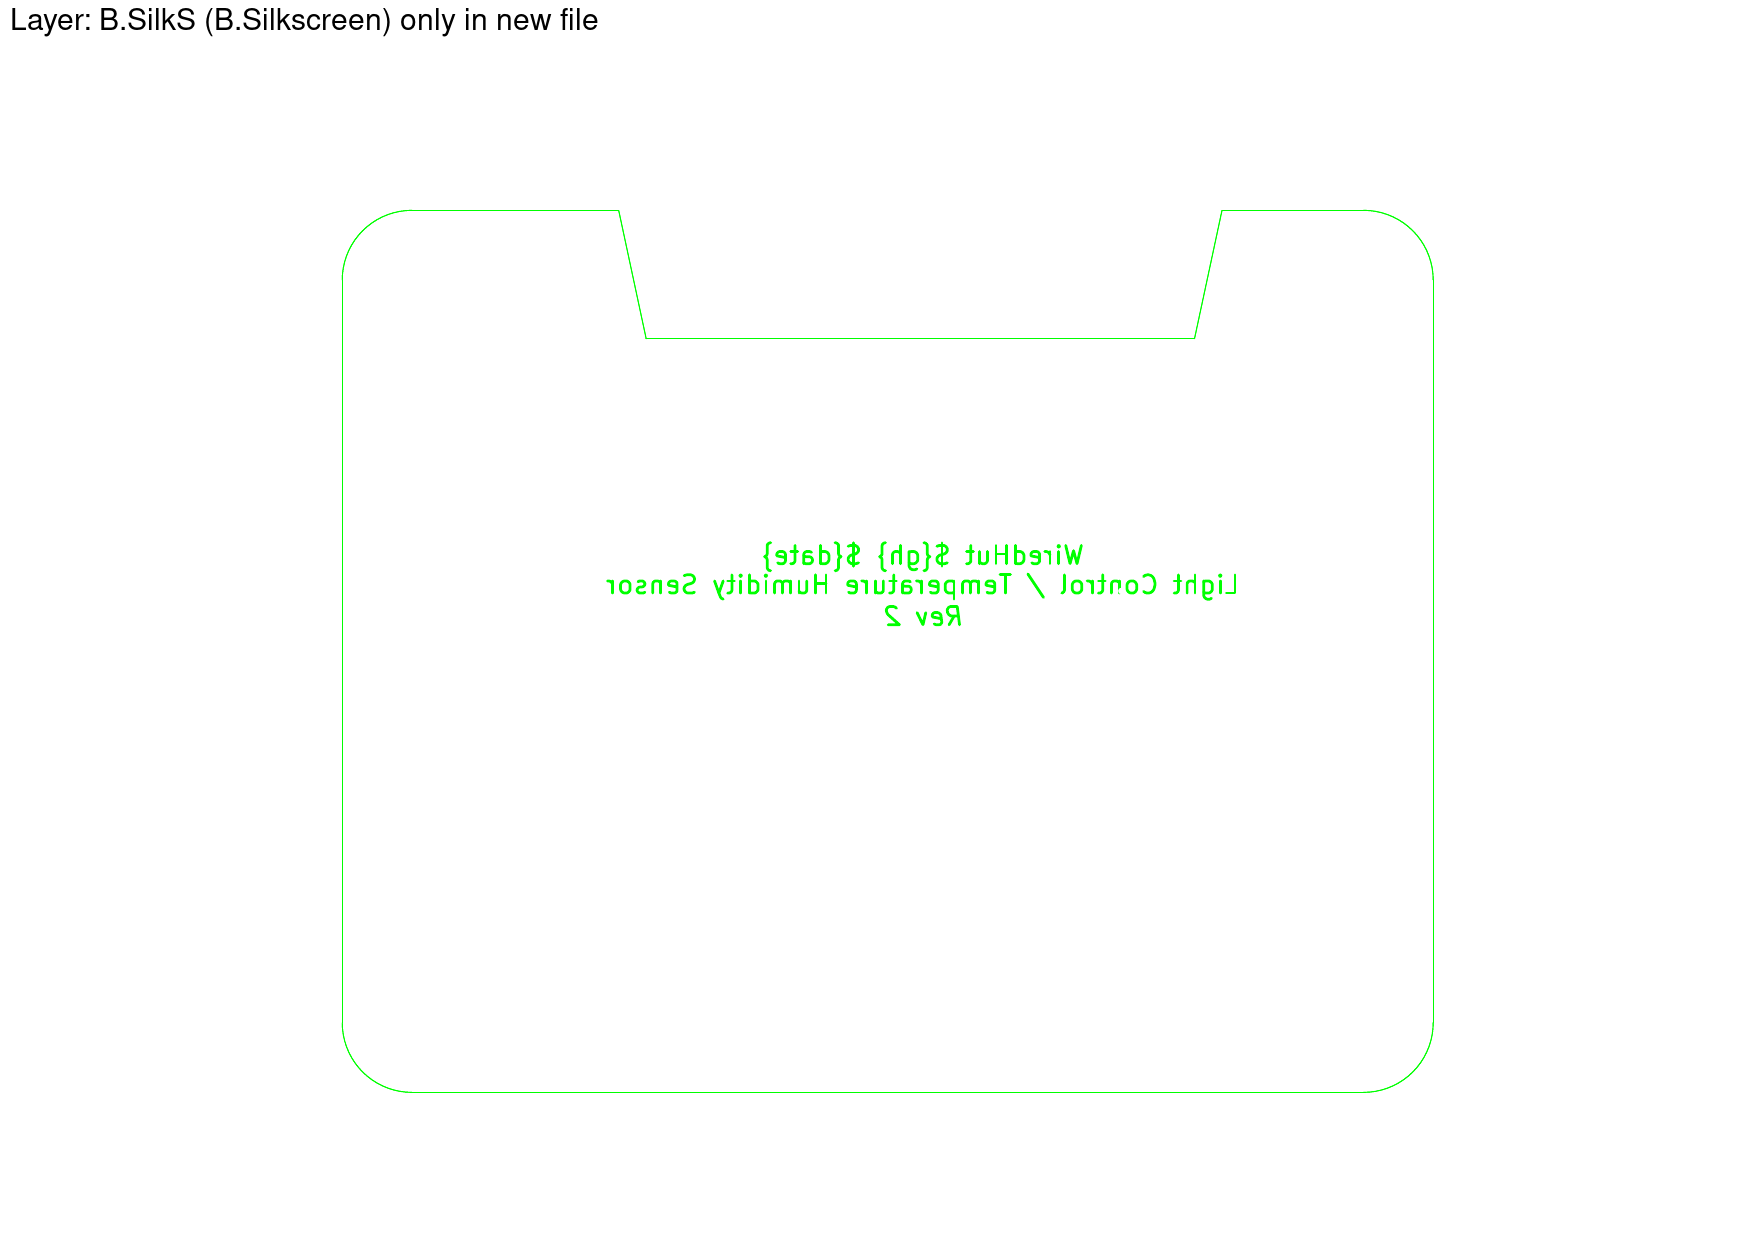 Layer: B.SilkS (B.Silkscreen) only in new file
WiredHut ${gh} ${date}
Light Control / Temperature Humidity Sensor
Rev 2